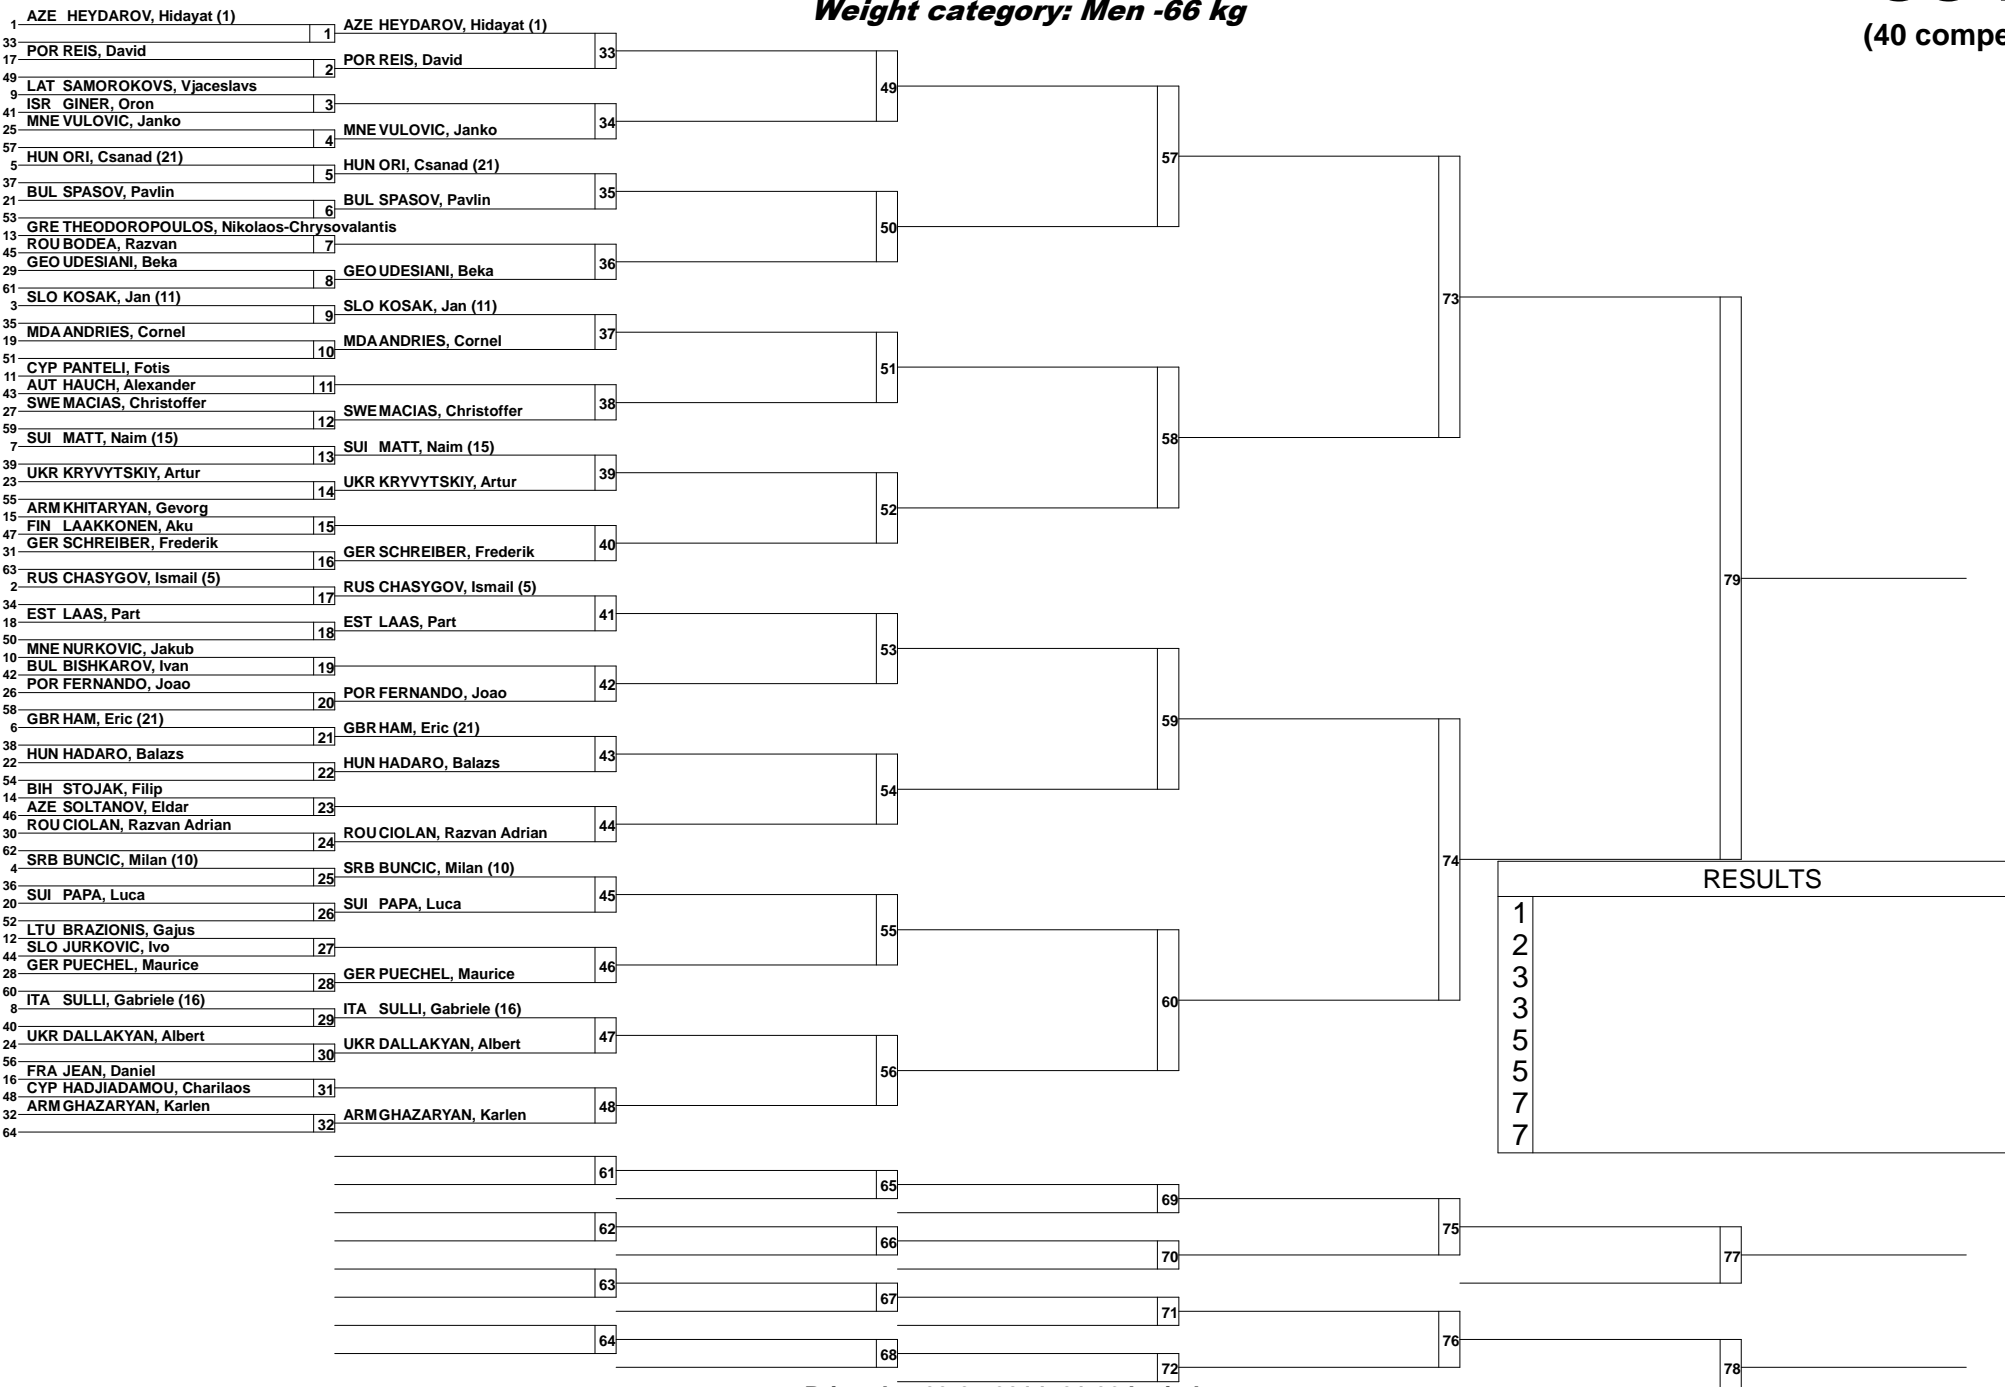 Weight category: Men -66 kg
(40 compe
1 AZE HEYDAROV, Hidayat (1)
33
1 AZE HEYDAROV, Hidayat (1)
17 POR REIS, David
49
2 POR REIS, David
33
9 LAT SAMOROKOVS, Vjaceslavs
41 ISR GINER, Oron
3
25 MNE VULOVIC, Janko
57
4 MNE VULOVIC, Janko
34
49
5 HUN ORI, Csanad (21)
37
5 HUN ORI, Csanad (21)
21 BUL SPASOV, Pavlin
53
6 BUL SPASOV, Pavlin
35
13 GRE THEODOROPOULOS, Nikolaos-Chrysovalantis
45 ROU BODEA, Razvan
7
29 GEO UDESIANI, Beka
61
8 GEO UDESIANI, Beka
36
50
57
3 SLO KOSAK, Jan (11)
35
9 SLO KOSAK, Jan (11)
19 MDA ANDRIES, Cornel
51
10 MDA ANDRIES, Cornel
37
11 CYP PANTELI, Fotis
43 AUT HAUCH, Alexander
11
27 SWE MACIAS, Christoffer
59
12 SWE MACIAS, Christoffer
38
51
7 SUI MATT, Naim (15)
39
13 SUI MATT, Naim (15)
23 UKR KRYVYTSKIY, Artur
55
14 UKR KRYVYTSKIY, Artur
39
15 ARM KHITARYAN, Gevorg
47 FIN LAAKKONEN, Aku
15
31 GER SCHREIBER, Frederik
63
16 GER SCHREIBER, Frederik
40
52
58
73
2 RUS CHASYGOV, Ismail (5)
34
17 RUS CHASYGOV, Ismail (5)
18 EST LAAS, Part
50
18 EST LAAS, Part
41
10 MNE NURKOVIC, Jakub
42 BUL BISHKAROV, Ivan
19
26 POR FERNANDO, Joao
58
20 POR FERNANDO, Joao
42
53
6 GBR HAM, Eric (21)
38
21 GBR HAM, Eric (21)
22 HUN HADARO, Balazs
54
22 HUN HADARO, Balazs
43
14 BIH STOJAK, Filip
46 AZE SOLTANOV, Eldar
23
30 ROU CIOLAN, Razvan Adrian
62
24 ROU CIOLAN, Razvan Adrian
44
54
59
4 SRB BUNCIC, Milan (10)
36
25 SRB BUNCIC, Milan (10)
20 SUI PAPA, Luca
52
26 SUI PAPA, Luca
45
12 LTU BRAZIONIS, Gajus
44 SLO JURKOVIC, Ivo
27
28 GER PUECHEL, Maurice
60
28 GER PUECHEL, Maurice
46
55
8 ITA SULLI, Gabriele (16)
40
29 ITA SULLI, Gabriele (16)
24 UKR DALLAKYAN, Albert
56
30 UKR DALLAKYAN, Albert
47
16 FRA JEAN, Daniel
48 CYP HADJIADAMOU, Charilaos
31
32 ARM GHAZARYAN, Karlen
64
32 ARM GHAZARYAN, Karlen
48
56
60
74
79
RESULTS
1
2
3
3
5
5
7
7
61
65
69
62
75
66
70
77
63
67
71
64
76
68
72
78